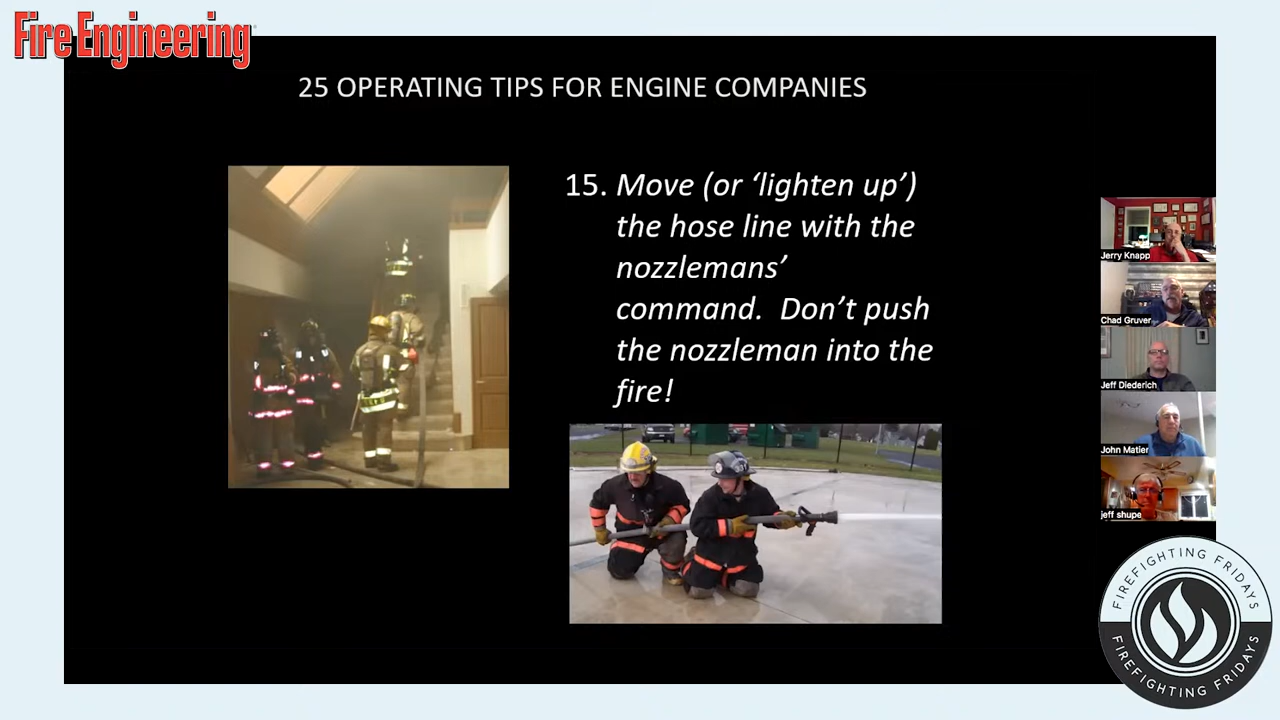 Fire Engineering
25 OPERATING TIPS FOR ENGINE COMPANIES
15. Move (or ‘lighten up’)
the hose line with the
nozzlemans’
command. Don’t push
the nozzleman into the
fire!
Jerry Knapp
Chad Gruver
Jeff Diederich
John Matier
jeff shupe
FIREFIGHTING FRIDAYS
FIREFIGHTING FRIDAYS